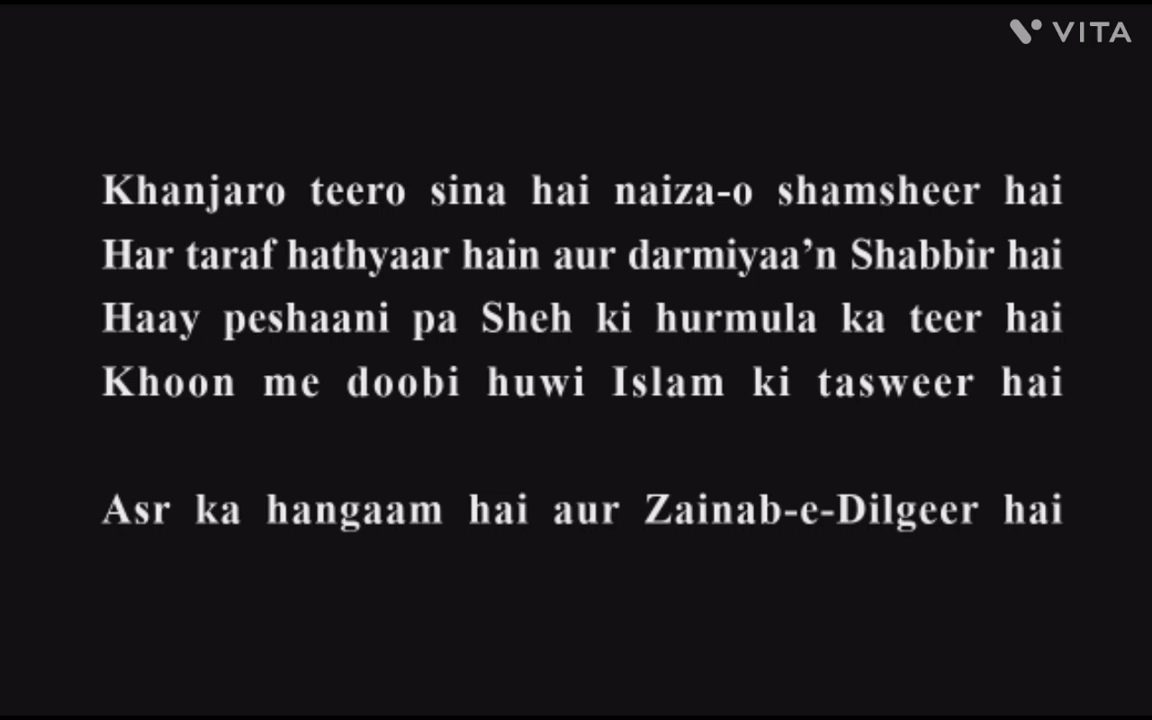 VITA
Khanjaro teero sina hai naiza-o shamsheer hai
Har taraf hathyaar hain aur darmiyaa’n Shabbir hai
Haay peshaani pa Sheh ki hurmula ka teer hai
Khoon me doobi huwi Islam ki tasweer hai
Asr ka hangaam hai aur Zainab-e-Dilgeer hai